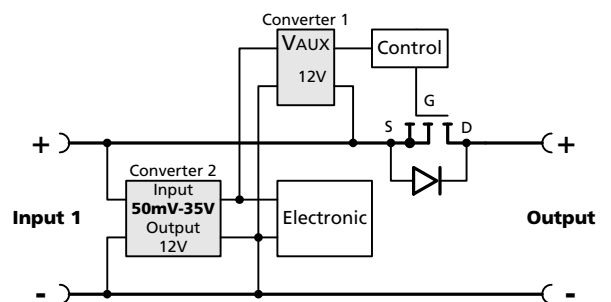 Converter 1
VAUX
12V
Control
G
S
D
+
+
Converter 2
Input
50mV-35V
Output
12V
Electronic
Input 1
Output
-
-